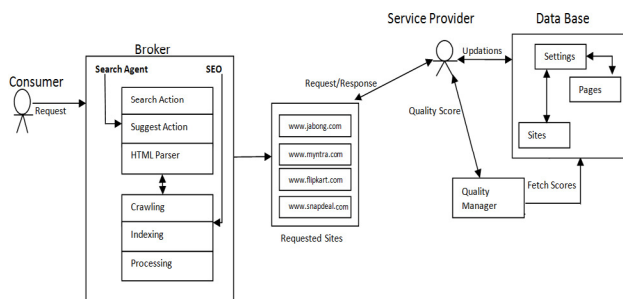 Service Provider
Data Base
Broker
Consumer
Search Agent
SEO
Request
Search Action
Suggest Action
HTML Parser
Crawling
Indexing
Processing
Request/Response
www.jabong.com
www.myntra.com
www.flipkart.com
www.snapdeal.com
Requested Sites
Updations
Quality Score
Quality
Manager
Fetch Scores
Settings
Pages
Sites